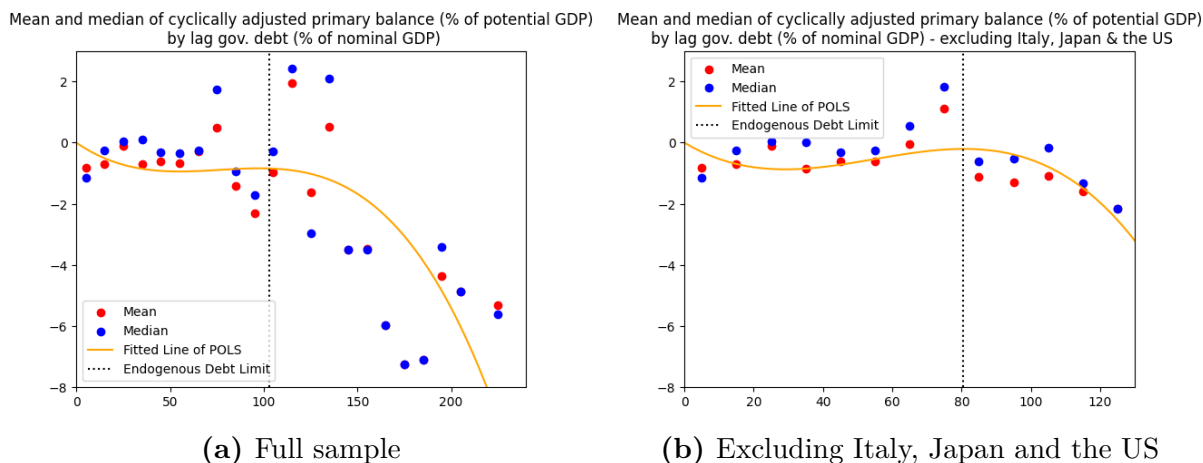 Mean and median of cyclically adjusted primary balance (% of potential GDP)
by lag gov. debt (% of nominal GDP)
2
0
−2
−4
−6
−8
Mean
Median
Fitted Line of POLS
Endogenous Debt Limit
0 50 100 150 200
(a) Full sample
Mean and median of cyclically adjusted primary balance (% of potential GDP)
by lag gov. debt (% of nominal GDP) - excluding Italy, Japan & the US
Mean
Median
Fitted Line of POLS
Endogenous Debt Limit
2
0
−2
−4
−6
−8
0 20 40 60 80 100 120
(b) Excluding Italy, Japan and the US